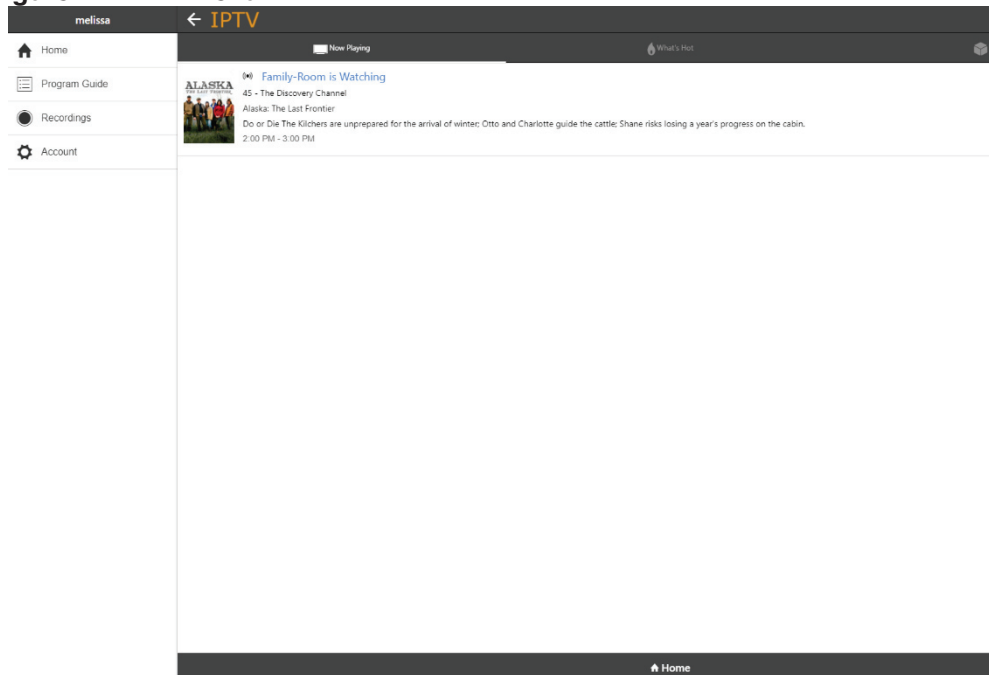 melissa
← IPTV
Home
Program Guide
Recordings
Account
Now Playing
What's Hot
ALASKA
THE LAST FRONTIER
Family-Room is Watching
45 - The Discovery Channel
Alaska: The Last Frontier
Do or Die The Kilchers are unprepared for the arrival of winter; Otto and Charlotte guide the cattle; Shane risks losing a year's progress on the cabin.
2:00 PM - 3:00 PM
Home